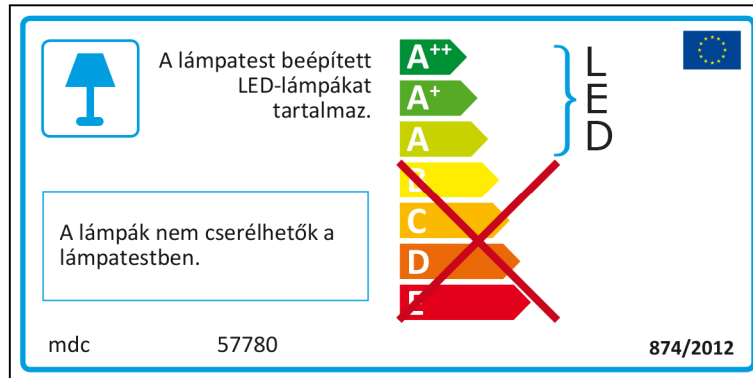 A lámpatest beépített
LED-lámpákat
tartalmaz.
A lámpák nem cserélhetők a
lámpatestben.
A++
A+
A
B
C
D
E
L
E
D
mdc 57780
874/2012